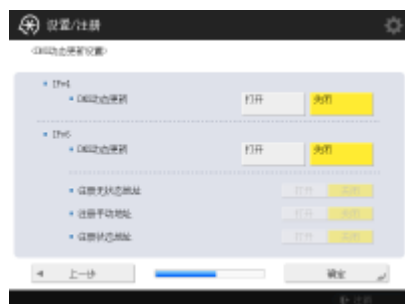 设置/注册
<DNS动态更新设置>
IPv4
DNS动态更新
打开 关闭
IPv6
DNS动态更新
打开 关闭
注册无状态地址
打开 关闭
注册手动地址
打开 关闭
注册状态地址
打开 关闭
上一步
确定
注销